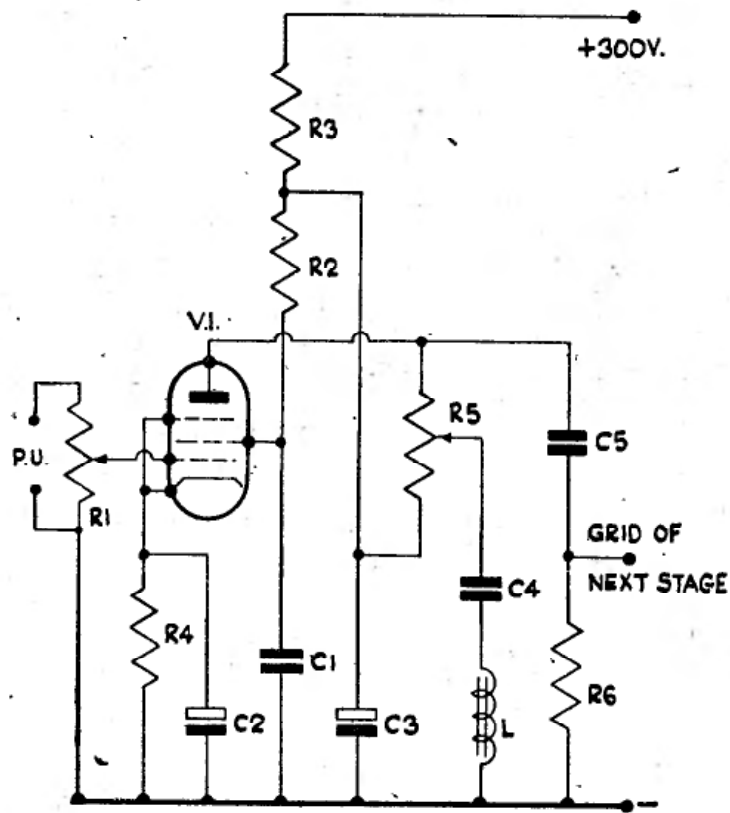 +300V.
R3
R2
V.I.
R5
C5
P.U.
R1
GRID OF
NEXT STAGE
C4
R4
C1
R6
C2
C3
L
-